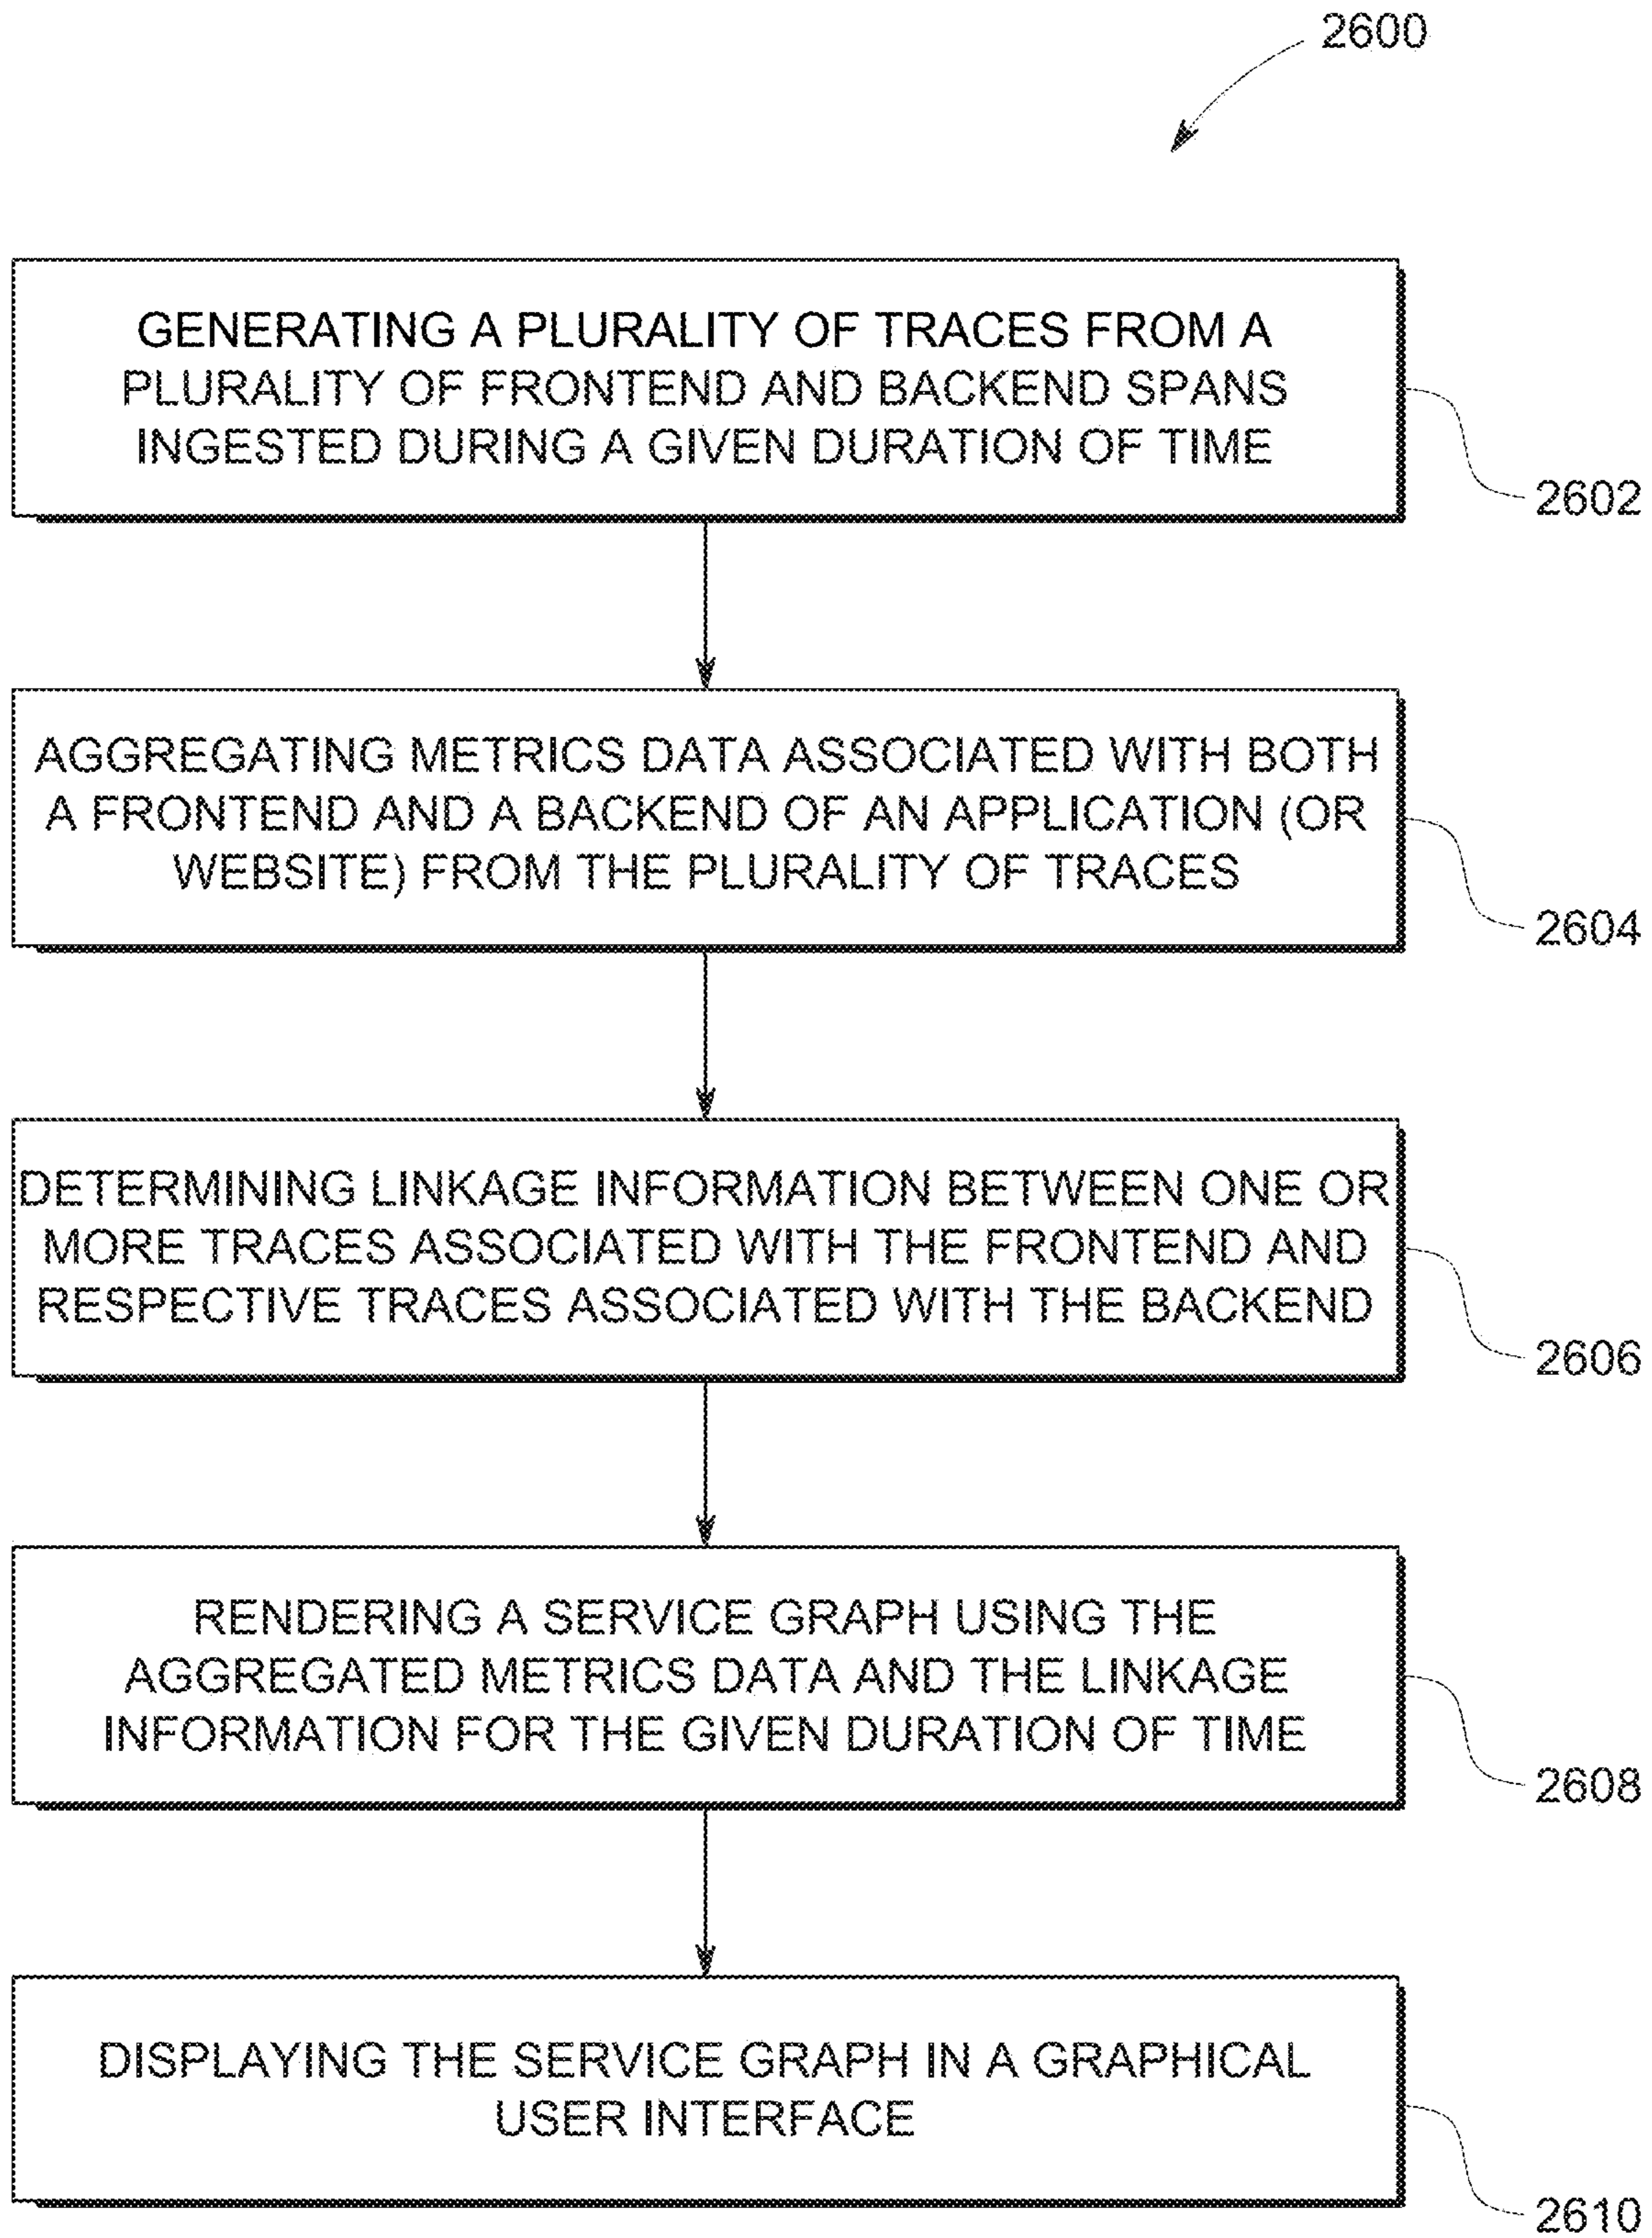 2600
GENERATING A PLURALITY OF TRACES FROM A
PLURALITY OF FRONTEND AND BACKEND SPANS
INGESTED DURING A GIVEN DURATION OF TIME
2602
AGGREGATING METRICS DATA ASSOCIATED WITH BOTH
A FRONTEND AND A BACKEND OF AN APPLICATION (OR
WEBSITE) FROM THE PLURALITY OF TRACES
2604
DETERMINING LINKAGE INFORMATION BETWEEN ONE OR
MORE TRACES ASSOCIATED WITH THE FRONTEND AND
RESPECTIVE TRACES ASSOCIATED WITH THE BACKEND
2606
RENDERING A SERVICE GRAPH USING THE
AGGREGATED METRICS DATA AND THE LINKAGE
INFORMATION FOR THE GIVEN DURATION OF TIME
2608
DISPLAYING THE SERVICE GRAPH IN A GRAPHICAL
USER INTERFACE
2610